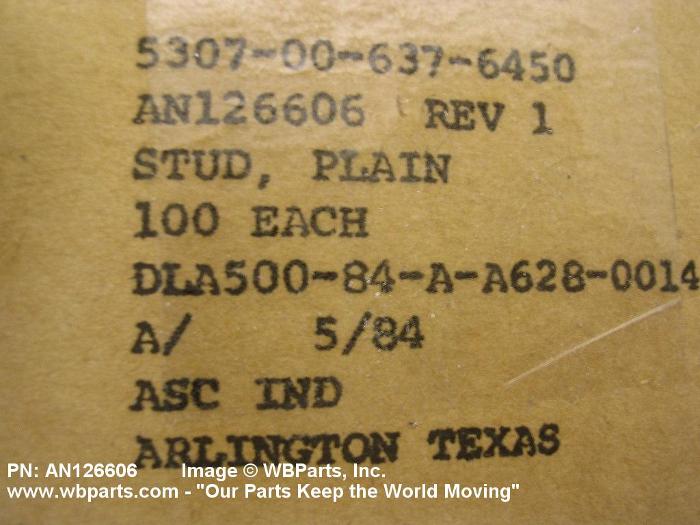 5307-00-637-6450
AN126606 REV 1
STUD, PLAIN
100 EACH
DLA500-84-A-A628-0014
A/ 5/84
ASC IND
ARLINGTON TEXAS
PN: AN126606 Image © WBParts, Inc.
www.wbparts.com - "Our Parts Keep the World Moving"